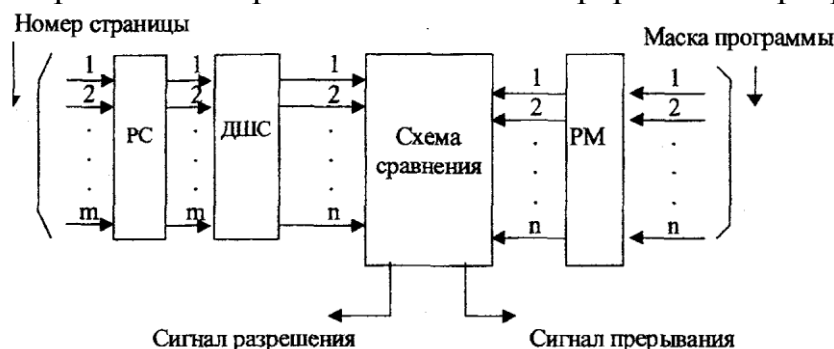 Номер страницы
Маска программы
1 1 1 1 1
2 2 2 2 2
РС
ДШС
Схема
сравнения
РМ
m m n n n
Сигнал разрешения
Сигнал прерывания